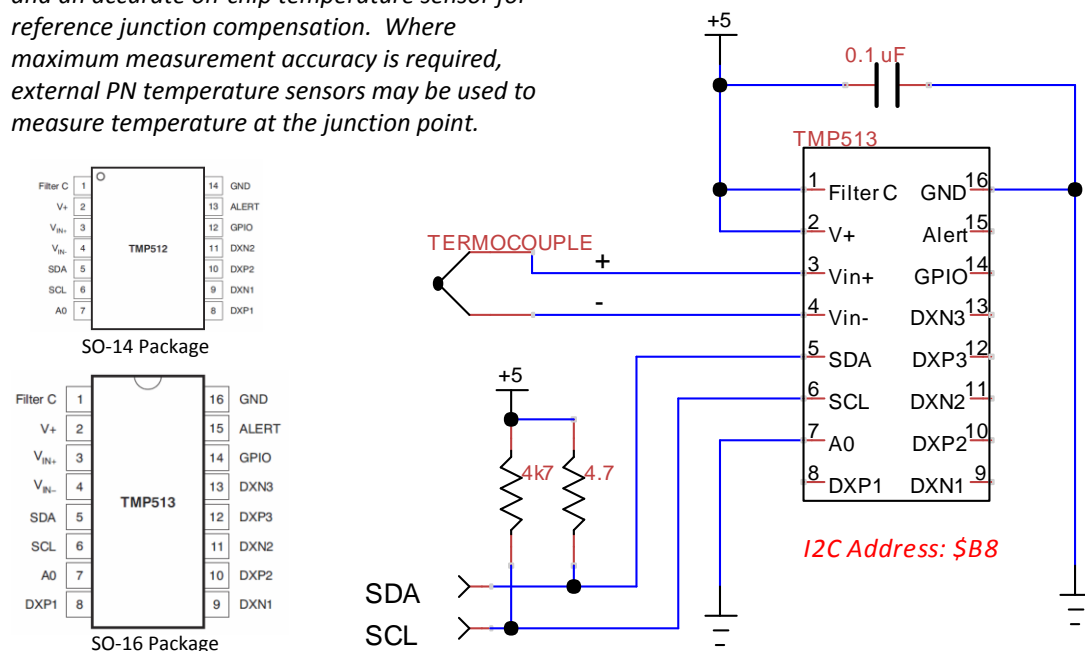 and an accurate on-chip temperature sensor for
reference junction compensation. Where
maximum measurement accuracy is required,
external PN temperature sensors may be used to
measure temperature at the junction point.
Filter C 1 14 GND
V+ 2 13 ALERT
VIN+ 3 12 GPIO
VIN- 4 TMP512 11 DXN2
SDA 5 10 DXP2
SCL 6 9 DXN1
A0 7 8 DXP1
SO-14 Package
Filter C 1 16 GND
V+ 2 15 ALERT
VIN+ 3 14 GPIO
VIN– 4 TMP513 13 DXN3
SDA 5 12 DXP3
SCL 6 11 DXN2
A0 7 10 DXP2
DXP1 8 9 DXN1
SO-16 Package
+5
0.1 uF
TMP513
1 Filter C GND 16
2 V+ Alert 15
3 Vin+ GPIO 14
4 Vin- DXN3 13
5 SDA DXP3 12
6 SCL DXN2 11
7 A0 DXP2 10
8 DXP1 DXN1 9
TERMOCOUPLE
+
-
+5
4k7 4.7
SDA
SCL
I2C Address: $B8